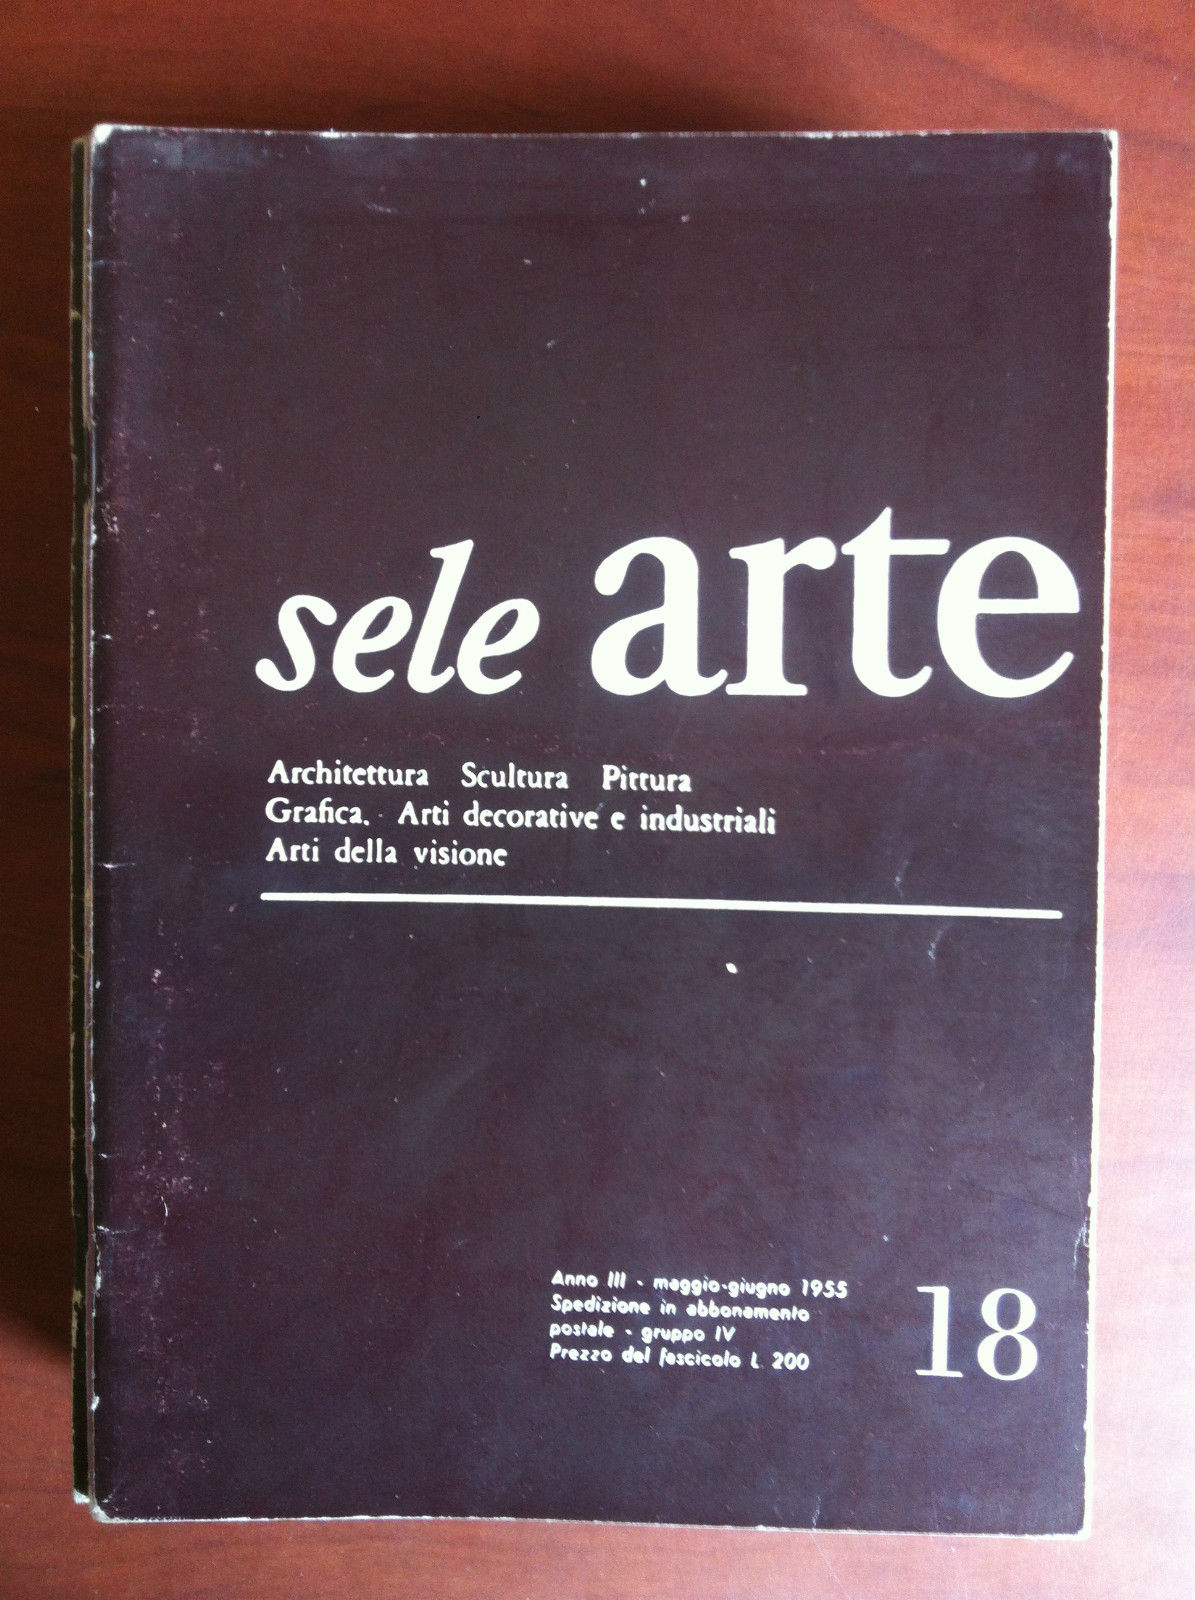 sele arte
Architettura Scultura Pittura
Grafica. Arti decorative e industriali
Arti della visione
Anno III - maggio-giugno 1955
Spedizione in abbonamento
postale - gruppo IV
Prezzo del fascicolo L. 200
18